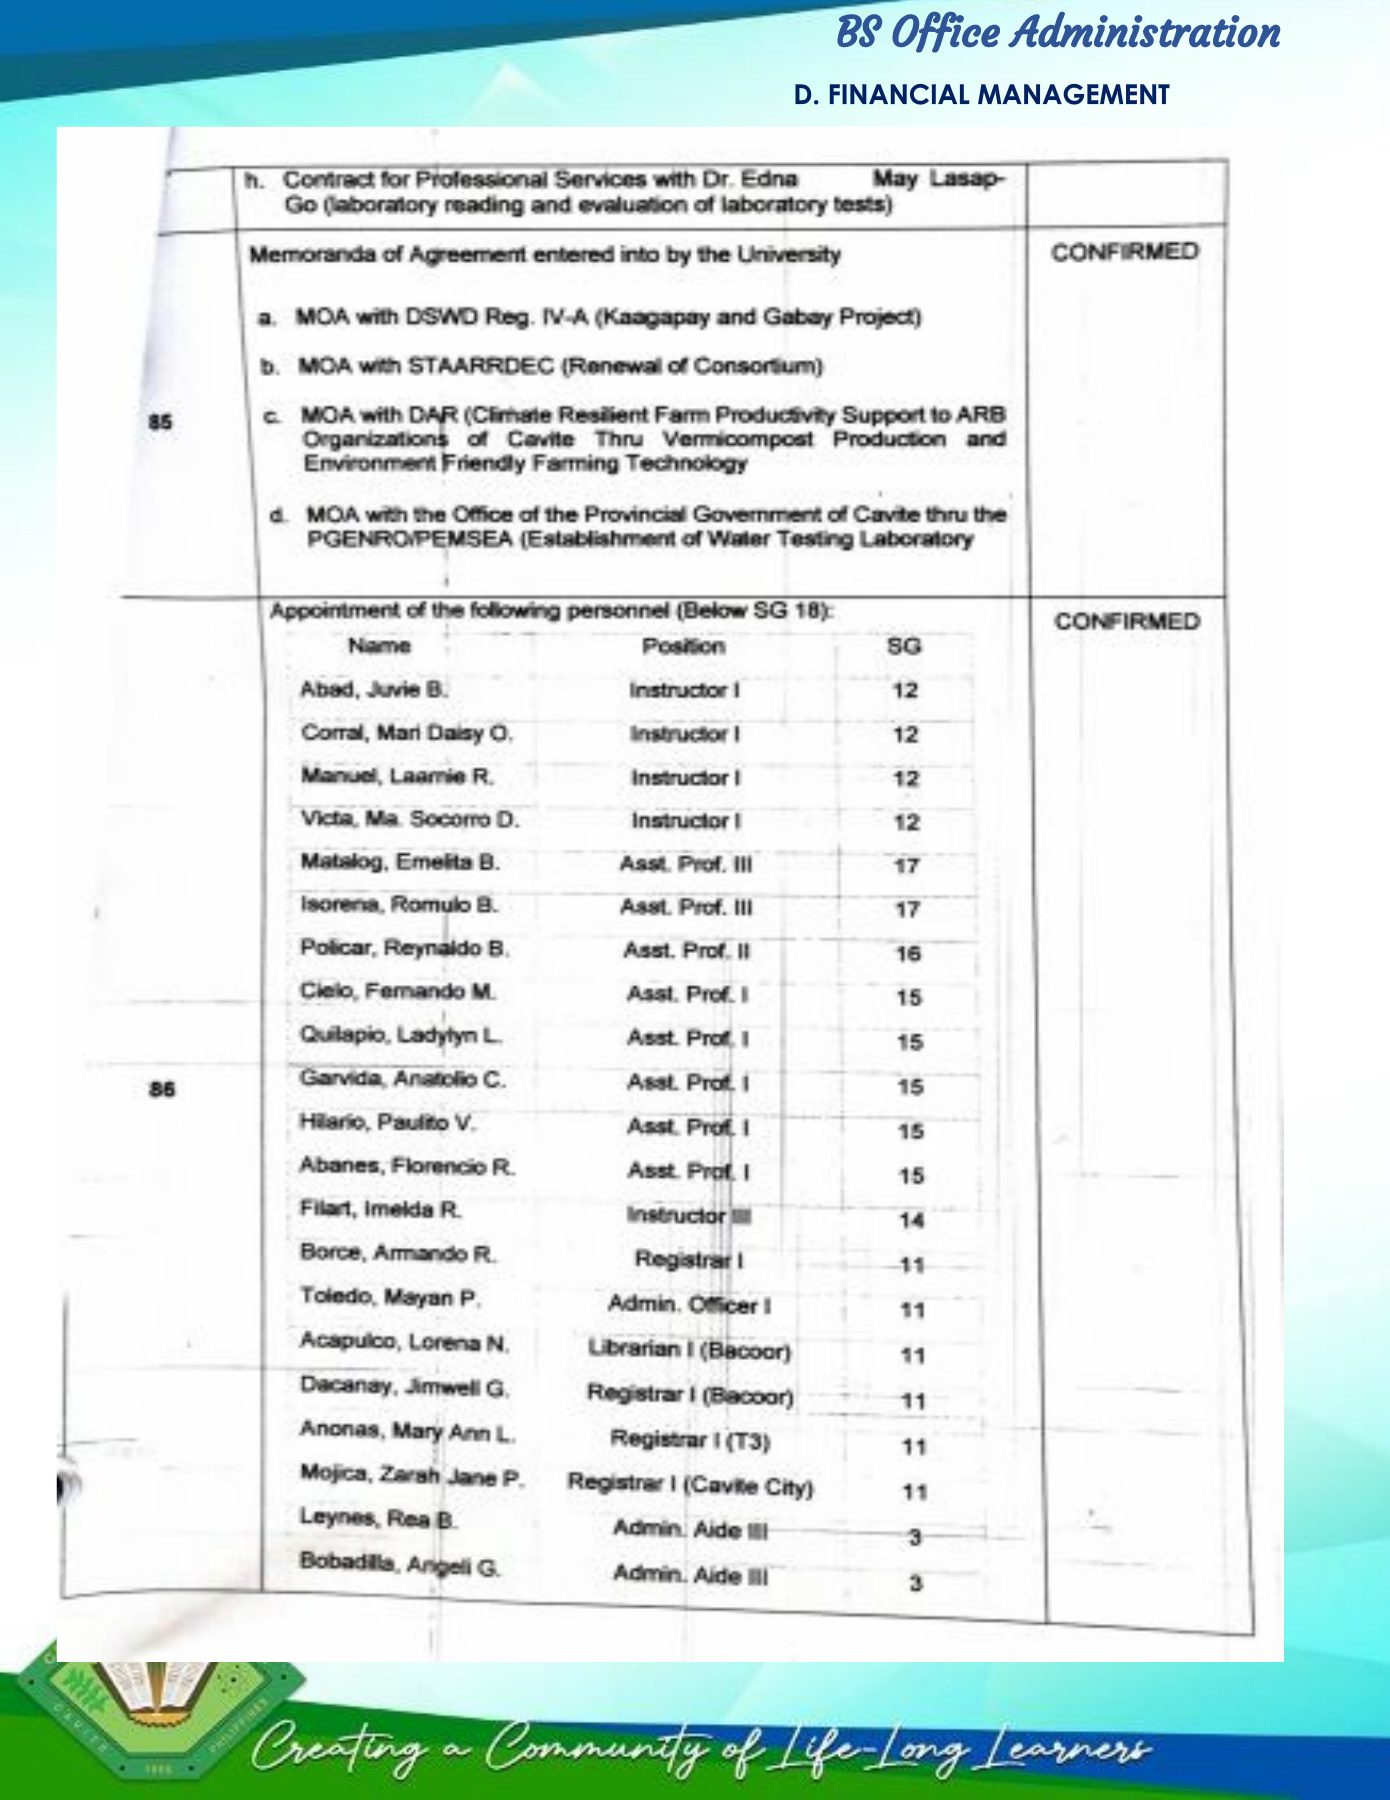 BS Office Administration
D. FINANCIAL MANAGEMENT
h. Contract for Professional Services with Dr. Edna May Lasap-
Go (laboratory reading and evaluation of laboratory tests)
Memoranda of Agreement entered into by the University
CONFIRMED
a. MOA with DSWD Reg. IV-A (Kaagapay and Gabay Project)
b. MOA with STAARRDEC (Renewal of Consortium)
85
c. MOA with DAR (Climate Resilient Farm Productivity Support to ARB
Organizations of Cavite Thru Vermicompost Production and
Environment Friendly Farming Technology
d. MOA with the Office of the Provincial Government of Cavite thru the
PGENRO/PEMSEA (Establishment of Water Testing Laboratory
Appointment of the following personnel (Below SG 18):
CONFIRMED
Name Position SG
Abad, Juvie B. Instructor I 12
Corral, Mari Daisy O. Instructor I 12
Manuel, Laarnie R. Instructor I 12
Victa, Ma. Socorro D. Instructor I 12
Matalog, Emelita B. Asst. Prof. III 17
Isorena, Romulo B. Asst. Prof. III 17
Policar, Reynaldo B. Asst. Prof. II 16
Cielo, Fernando M. Asst. Prof. I 15
Quilapio, Ladylyn L. Asst. Prof. I 15
86
Garvida, Anatolio C. Asst. Prof. I 15
Hilario, Paulito V. Asst. Prof. I 15
Abanes, Florencio R. Asst. Prof. I 15
Filart, Imelda R. Instructor III 14
Borce, Armando R. Registrar I 11
Toledo, Mayan P. Admin. Officer I 11
Acapulco, Lorena N. Librarian I (Bacoor) 11
Dacanay, Jimwell G. Registrar I (Bacoor) 11
Anonas, Mary Ann L. Registrar I (T3) 11
Mojica, Zarah Jane P. Registrar I (Cavite City) 11
Leynes, Rea B. Admin. Aide III 3
Bobadilla, Angeli G. Admin. Aide III 3
CAVITE
PHILIPPINES
Creating a Community of Life-Long Learners